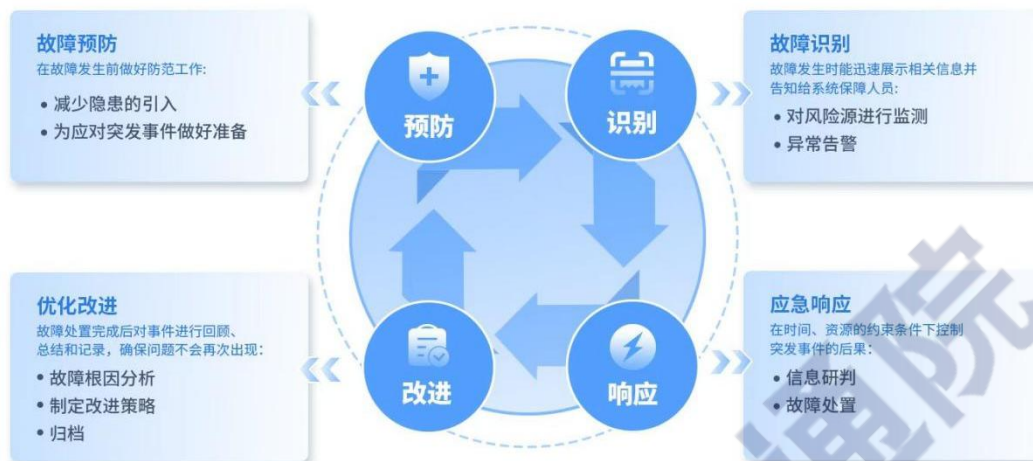 故障预防
在故障发生前做好防范工作:
• 减少隐患的引入
• 为应对突发事件做好准备
预防
识别
故障识别
故障发生时能迅速展示相关信息并
告知给系统保障人员:
• 对风险源进行监测
• 异常告警
优化改进
故障处置完成后对事件进行回顾、
总结和记录，确保问题不会再次出现:
• 故障根因分析
• 制定改进策略
• 归档
改进
响应
应急响应
在时间、资源的约束条件下控制
突发事件的后果:
• 信息研判
• 故障处置
通院